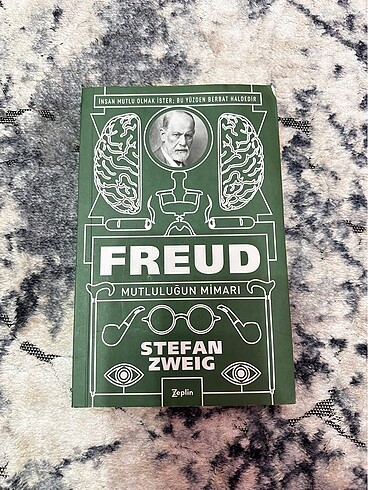 İNSAN MUTLU OLMAK İSTER; BU YÜZDEN BERBAT HALDEDİR
FREUD
MUTLULUĞUN MİMARI
STEFAN
ZWEIG
Zeplin